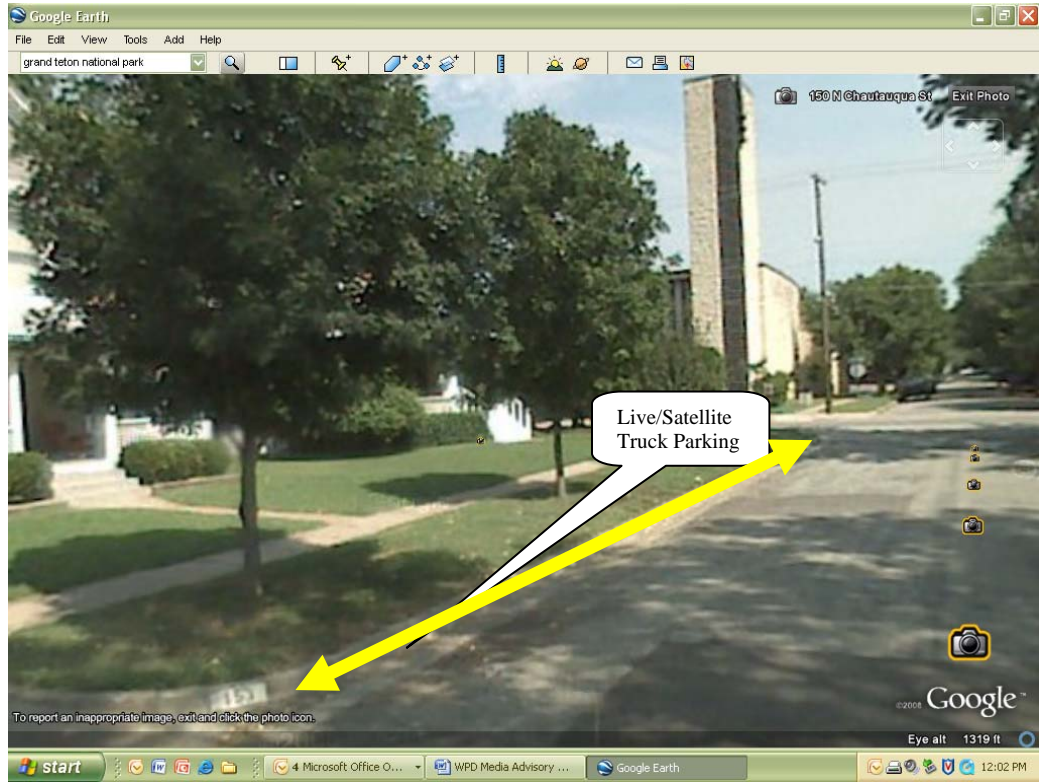 Google Earth
File Edit View Tools Add Help
grand teton national park
150 N Chautauqua St Exit Photo
Live/Satellite
Truck Parking
To report an inappropriate image, exit and click the photo icon.
©2008 Google™
Eye alt 1319 ft
start 4 Microsoft Office O... WPD Media Advisory ... Google Earth 12:02 PM